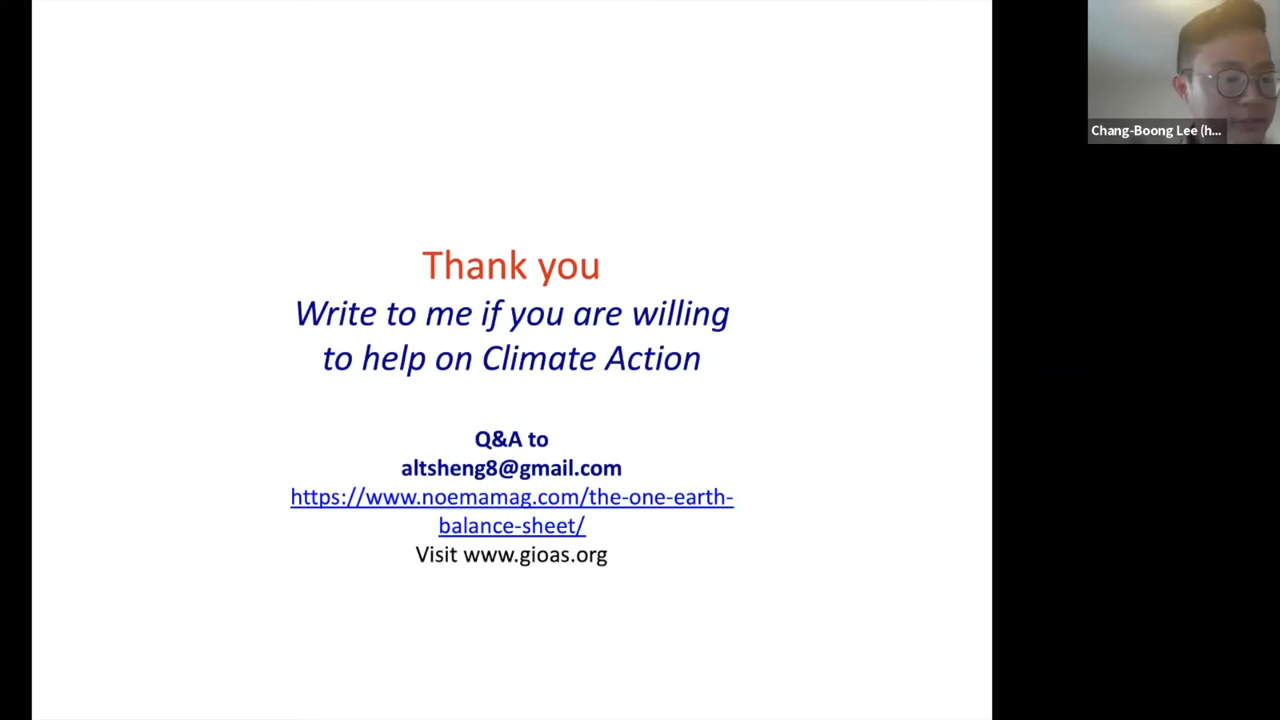 Chang-Boong Lee (h...
Thank you
Write to me if you are willing
to help on Climate Action
Q&A to
altsheng8@gmail.com
https://www.noemamag.com/the-one-earth-
balance-sheet/
Visit www.gioas.org